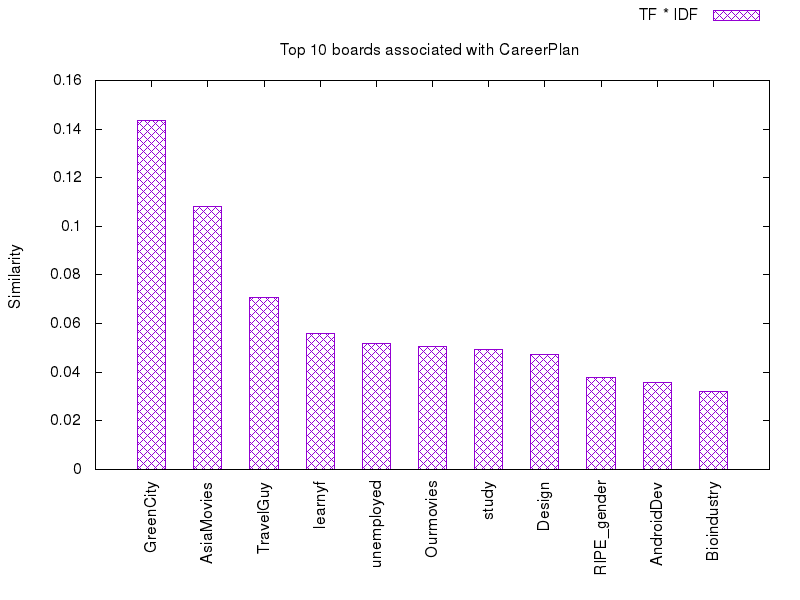 TF * IDF
Top 10 boards associated with CareerPlan
Similarity
0.16
0.14
0.12
0.1
0.08
0.06
0.04
0.02
0
GreenCity
AsiaMovies
TravelGuy
learnyf
unemployed
Ourmovies
study
Design
RIPE_gender
AndroidDev
Bioindustry